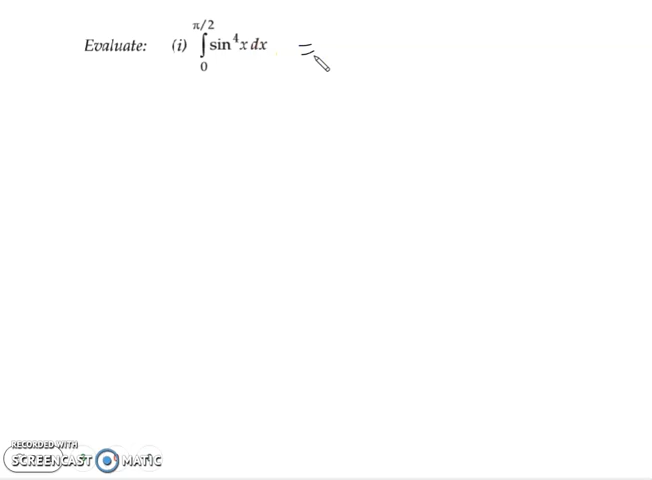 Evaluate: (i) ∫₀^{π/2} sin⁴x dx =
RECORDED WITH
SCREENCAST MATIC